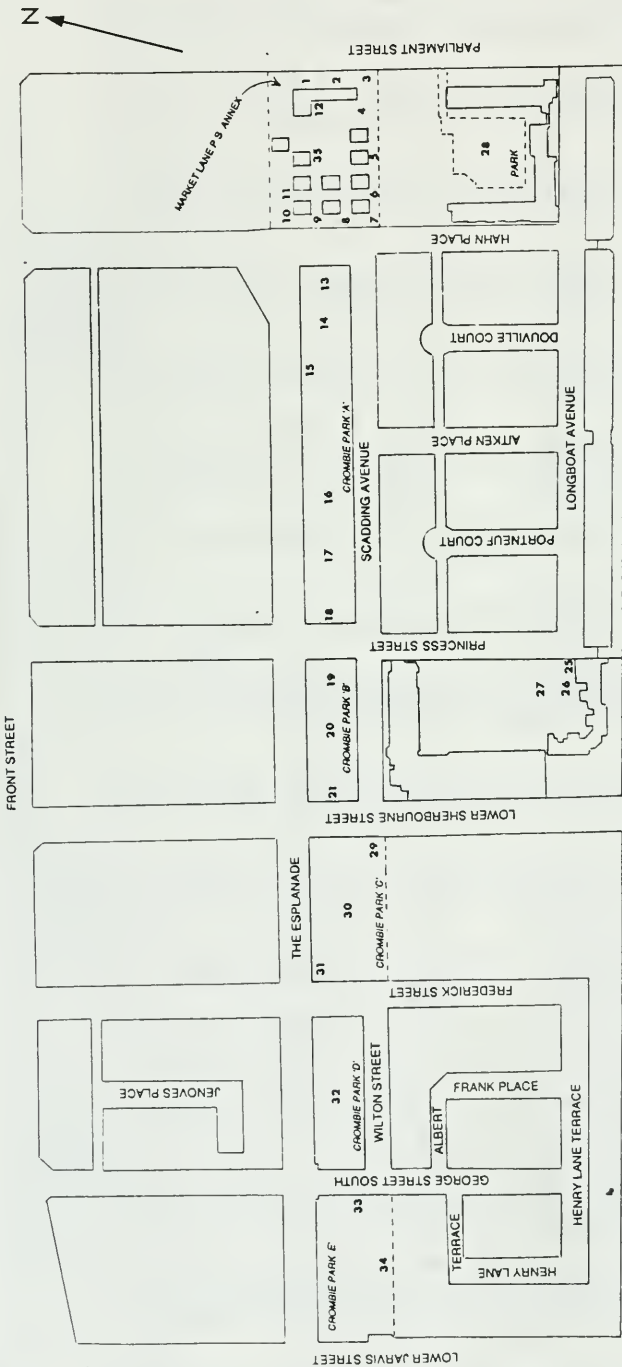 N
PARLIAMENT STREET
MARKET LANE P S ANNEX
1
2
3
12
4
35
5
11
10
9
8
6
7
28
PARK
HAHN PLACE
13
14
15
DOUVILLE COURT
CROMBIE PARK 'A'
SCADDING AVENUE
AITKEN PLACE
LONGBOAT AVENUE
16
17
18
PORTNEUF COURT
PRINCESS STREET
FRONT STREET
19
20
21
CROMBIE PARK 'B'
27
26
25
LOWER SHERBOURNE STREET
THE ESPLANADE
29
30
31
CROMBIE PARK 'C'
FREDERICK STREET
JENOVES PLACE
32
CROMBIE PARK 'D'
WILTON STREET
ALBERT
FRANK PLACE
HENRY LANE TERRACE
GEORGE STREET SOUTH
33
34
CROMBIE PARK E'
TERRACE
HENRY LANE
LOWER JARVIS STREET